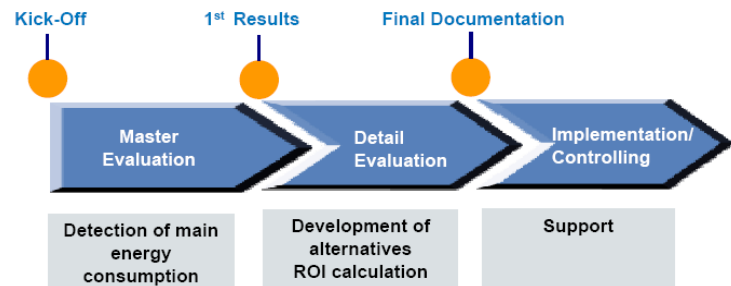 Kick-Off
1st Results
Final Documentation
Master
Evaluation
Detail
Evaluation
Implementation/
Controlling
Detection of main
energy
consumption
Development of
alternatives
ROI calculation
Support